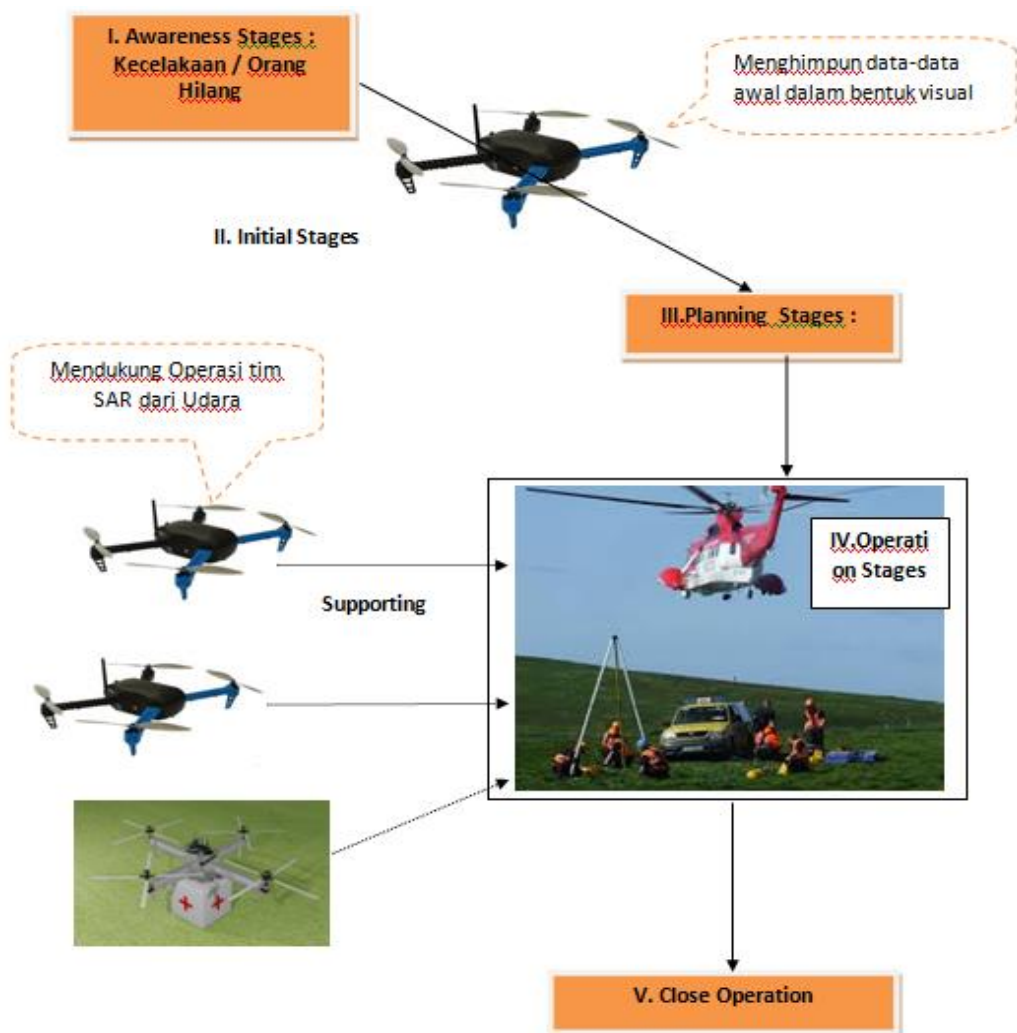 I. Awareness Stages :
Kecelakaan / Orang
Hilang
Menghimpun data-data
awal dalam bentuk visual
II. Initial Stages
III.Planning Stages :
Mendukung Operasi tim
SAR dari Udara
IV.Operati
on Stages
Supporting
V. Close Operation